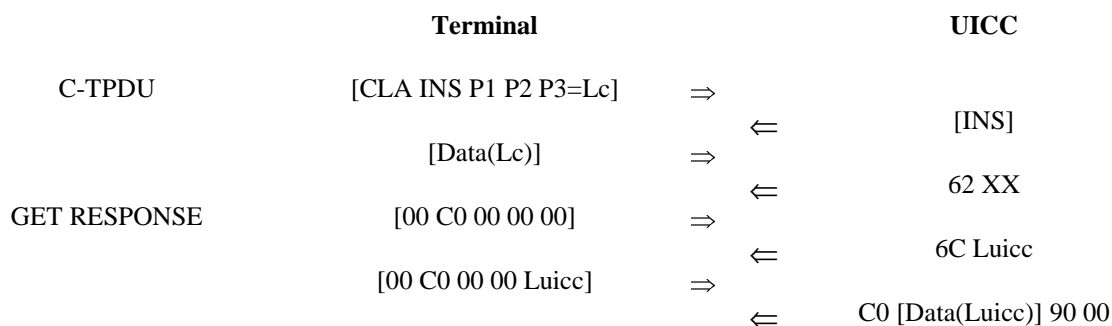 Terminal UICC
C-TPDU [CLA INS P1 P2 P3=Lc] ⇒
⇐ [INS]
[Data(Lc)] ⇒
⇐ 62 XX
GET RESPONSE [00 C0 00 00 00] ⇒
⇐ 6C Luicc
[00 C0 00 00 Luicc] ⇒
⇐ C0 [Data(Luicc)] 90 00